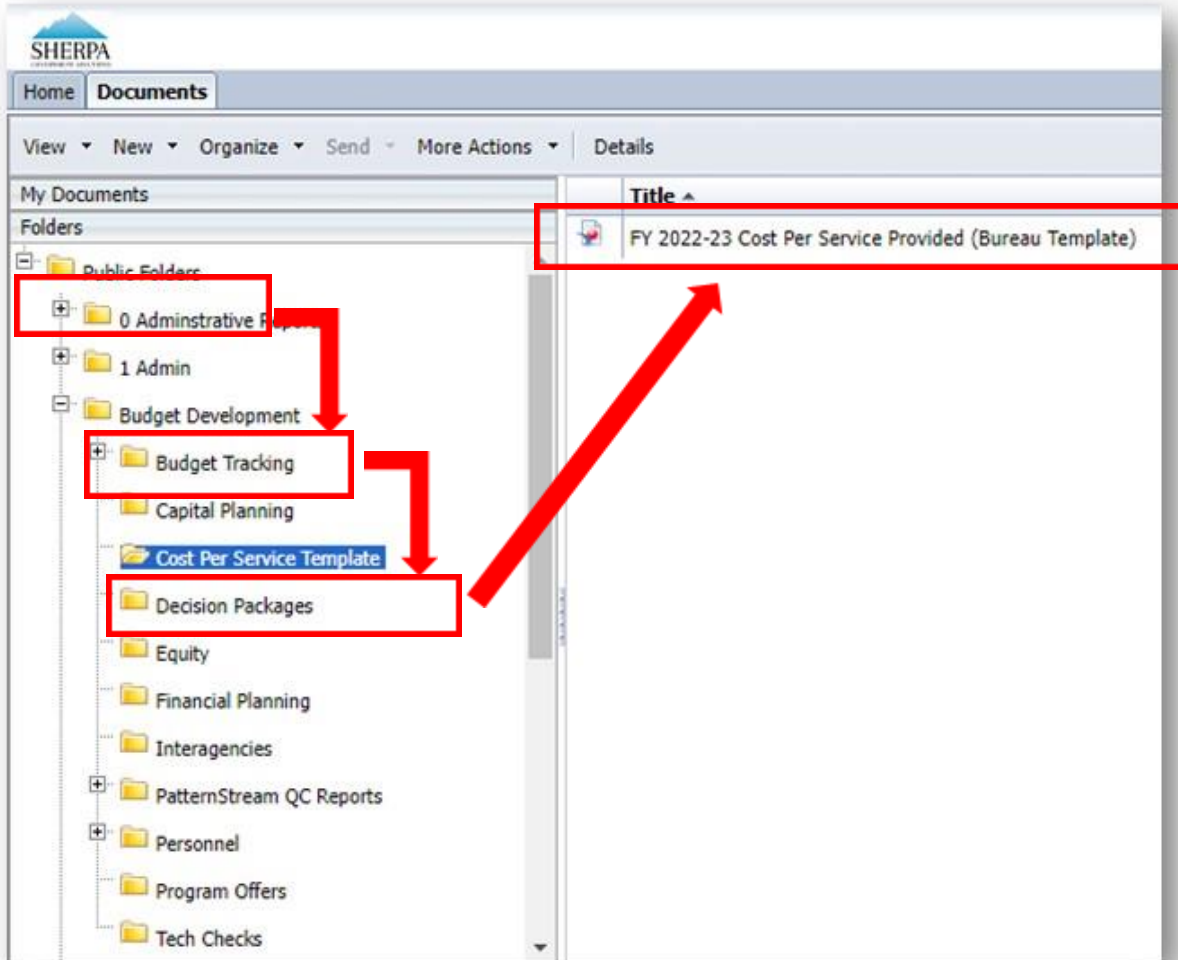 SHERPA
Home Documents
View New Organize Send More Actions Details
My Documents
Title
Folders
FY 2022-23 Cost Per Service Provided (Bureau Template)
Public Folders
0 Adminstrative
1 Admin
Budget Development
Budget Tracking
Capital Planning
Cost Per Service Template
Decision Packages
Equity
Financial Planning
Interagencies
PatternStream QC Reports
Personnel
Program Offers
Tech Checks